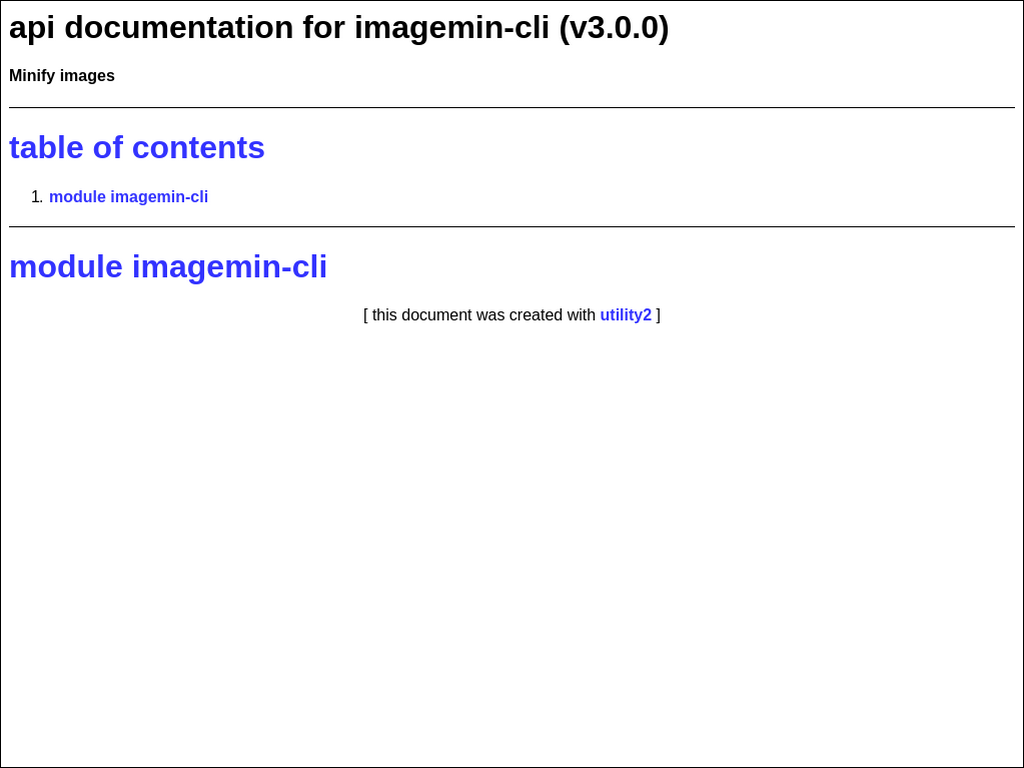 api documentation for imagemin-cli (v3.0.0)
Minify images
table of contents
1. module imagemin-cli
module imagemin-cli
[ this document was created with utility2 ]